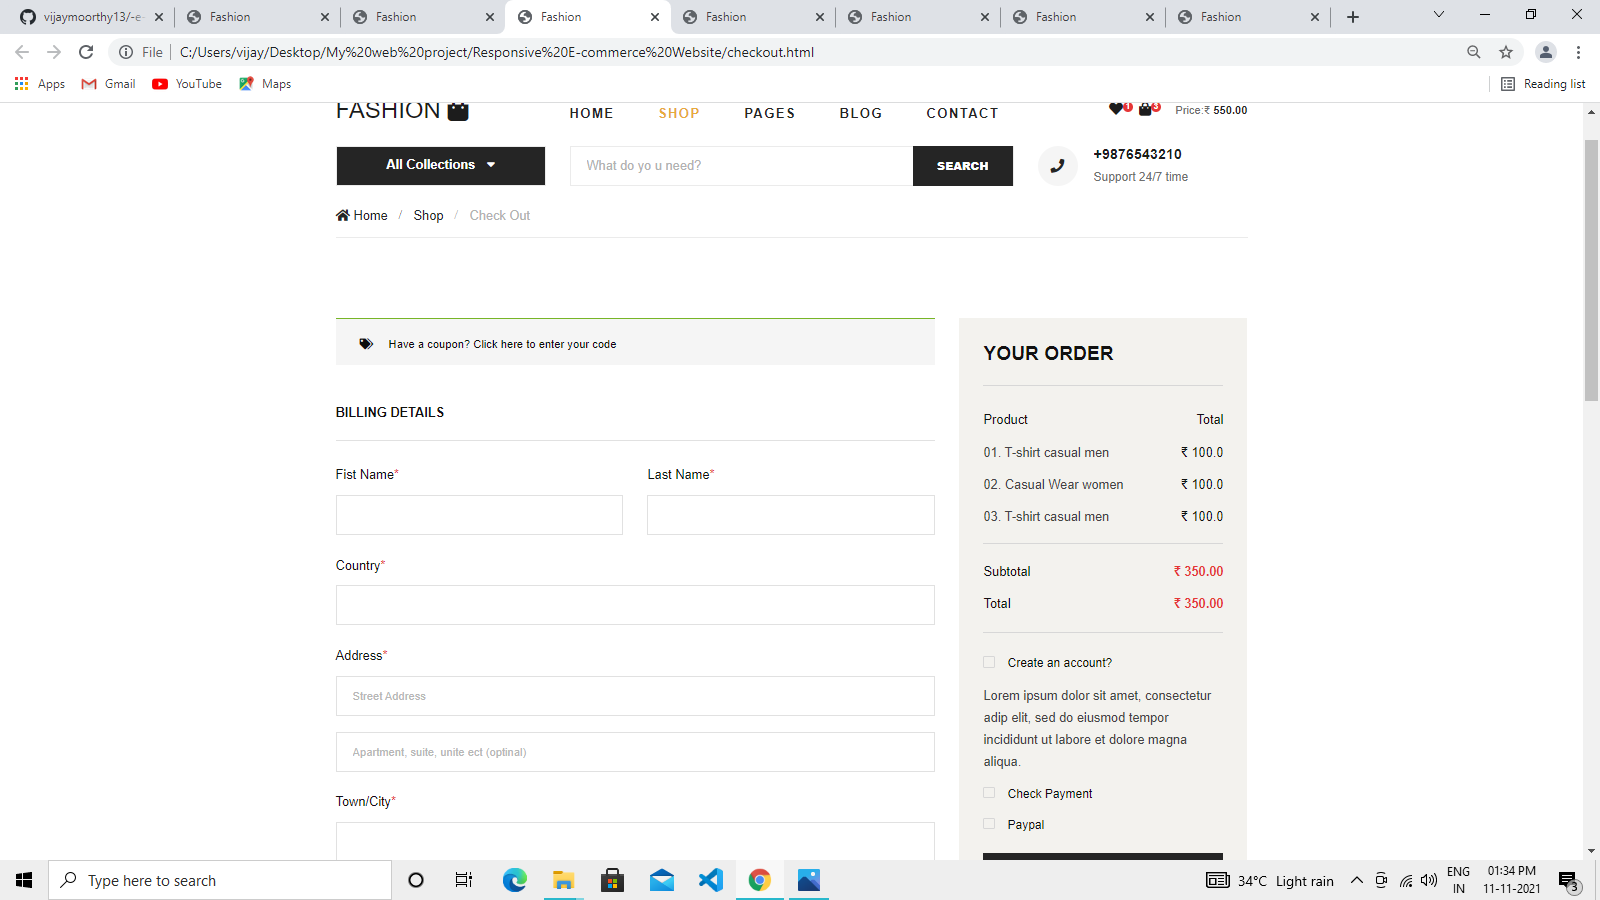 vijaymoorthy13/-e-
Fashion
Fashion
Fashion
Fashion
Fashion
Fashion
Fashion
File
C:/Users/vijay/Desktop/My%20web%20project/Responsive%20E-commerce%20Website/checkout.html
Apps
Gmail
YouTube
Maps
Reading list
FASHION
HOME
SHOP
PAGES
BLOG
CONTACT
1
3
Price:₹ 550.00
All Collections
What do yo u need?
SEARCH
+9876543210
Support 24/7 time
Home / Shop / Check Out
Have a coupon? Click here to enter your code
BILLING DETAILS
Fist Name*
Last Name*
Country*
Address*
Street Address
Apartment, suite, unite ect (optinal)
Town/City*
YOUR ORDER
Product Total
01. T-shirt casual men ₹ 100.0
02. Casual Wear women ₹ 100.0
03. T-shirt casual men ₹ 100.0
Subtotal ₹ 350.00
Total ₹ 350.00
Create an account?
Lorem ipsum dolor sit amet, consectetur
adip elit, sed do eiusmod tempor
incididunt ut labore et dolore magna
aliqua.
Check Payment
Paypal
Type here to search
34°C Light rain
ENG
IN
01:34 PM
11-11-2021
3